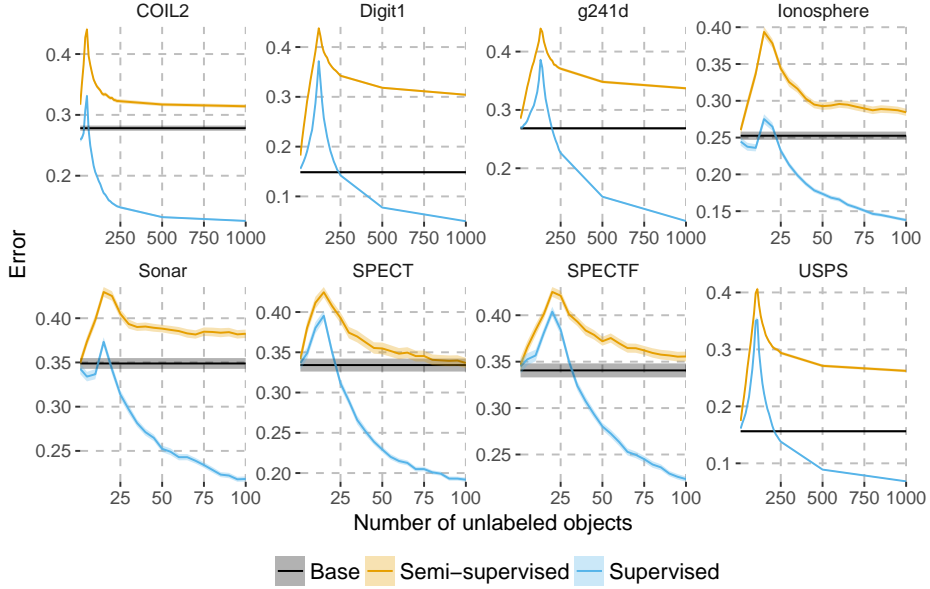 COIL2 Digit1 g241d Ionosphere
0.4 0.3 0.2
0.4 0.3 0.2 0.1
0.4 0.3 0.2
0.40 0.35 0.30 0.25 0.20 0.15
250 500 750 1000 250 500 750 1000 250 500 750 1000 25 50 75 100
Error
Sonar SPECT SPECTF USPS
0.40 0.35 0.30 0.25
0.40 0.35 0.30 0.25 0.20
0.40 0.35 0.30 0.25
0.4 0.3 0.2 0.1
25 50 75 100 25 50 75 100 25 50 75 100 250 500 750 1000
Number of unlabeled objects
Base Semi-supervised Supervised